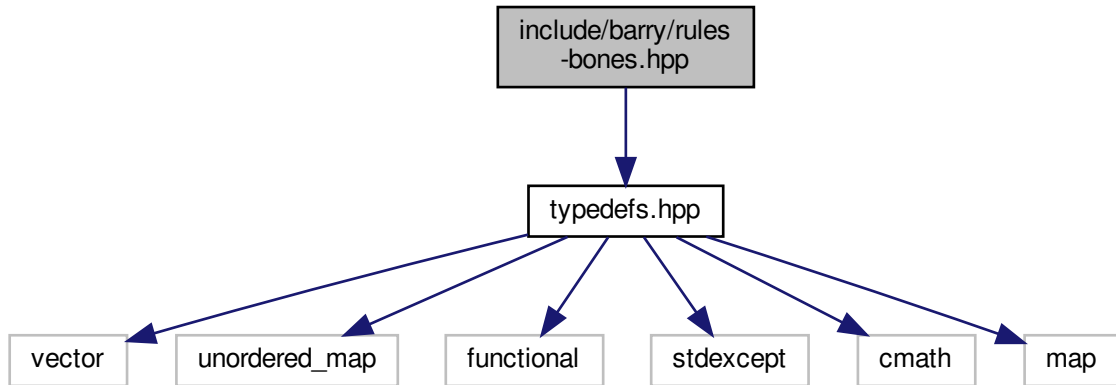 include/barry/rules
-bones.hpp
typedefs.hpp
vector
unordered_map
functional
stdexcept
cmath
map